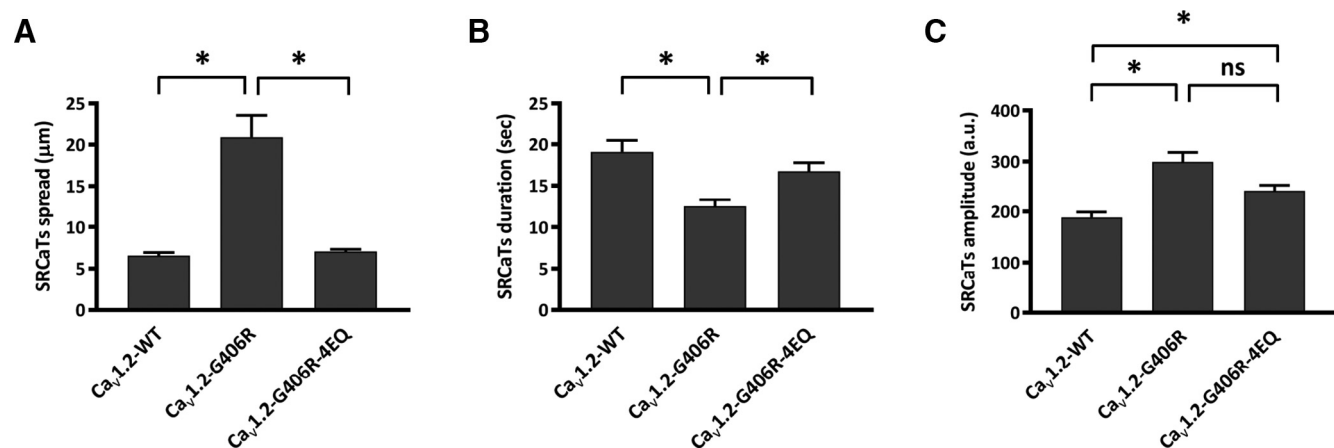 A
* *
SRCaTs spread (μm)
25
20
15
10
5
0
Caᵥ1.2-WT
Caᵥ1.2-G406R
Caᵥ1.2-G406R-4EQ
B
* *
SRCaTs duration (sec)
25
20
15
10
5
0
Caᵥ1.2-WT
Caᵥ1.2-G406R
Caᵥ1.2-G406R-4EQ
C
*
* ns
SRCaTs amplitude (a.u.)
400
300
200
100
0
Caᵥ1.2-WT
Caᵥ1.2-G406R
Caᵥ1.2-G406R-4EQ